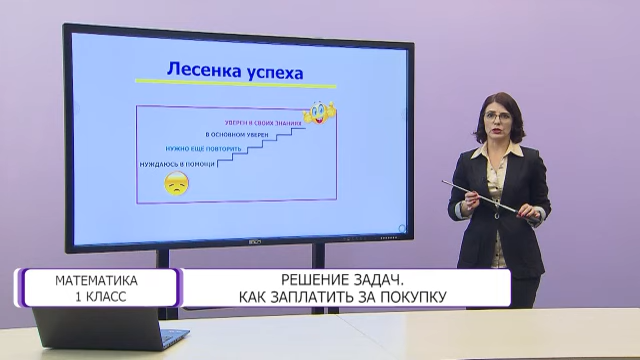 Лесенка успеха
УВЕРЕН В СВОИХ ЗНАНИЯХ
В ОСНОВНОМ УВЕРЕН
НУЖНО ЕЩЕ ПОВТОРИТЬ
НУЖДАЮСЬ В ПОМОЩИ
МАТЕМАТИКА
1 КЛАСС
РЕШЕНИЕ ЗАДАЧ.
КАК ЗАПЛАТИТЬ ЗА ПОКУПКУ